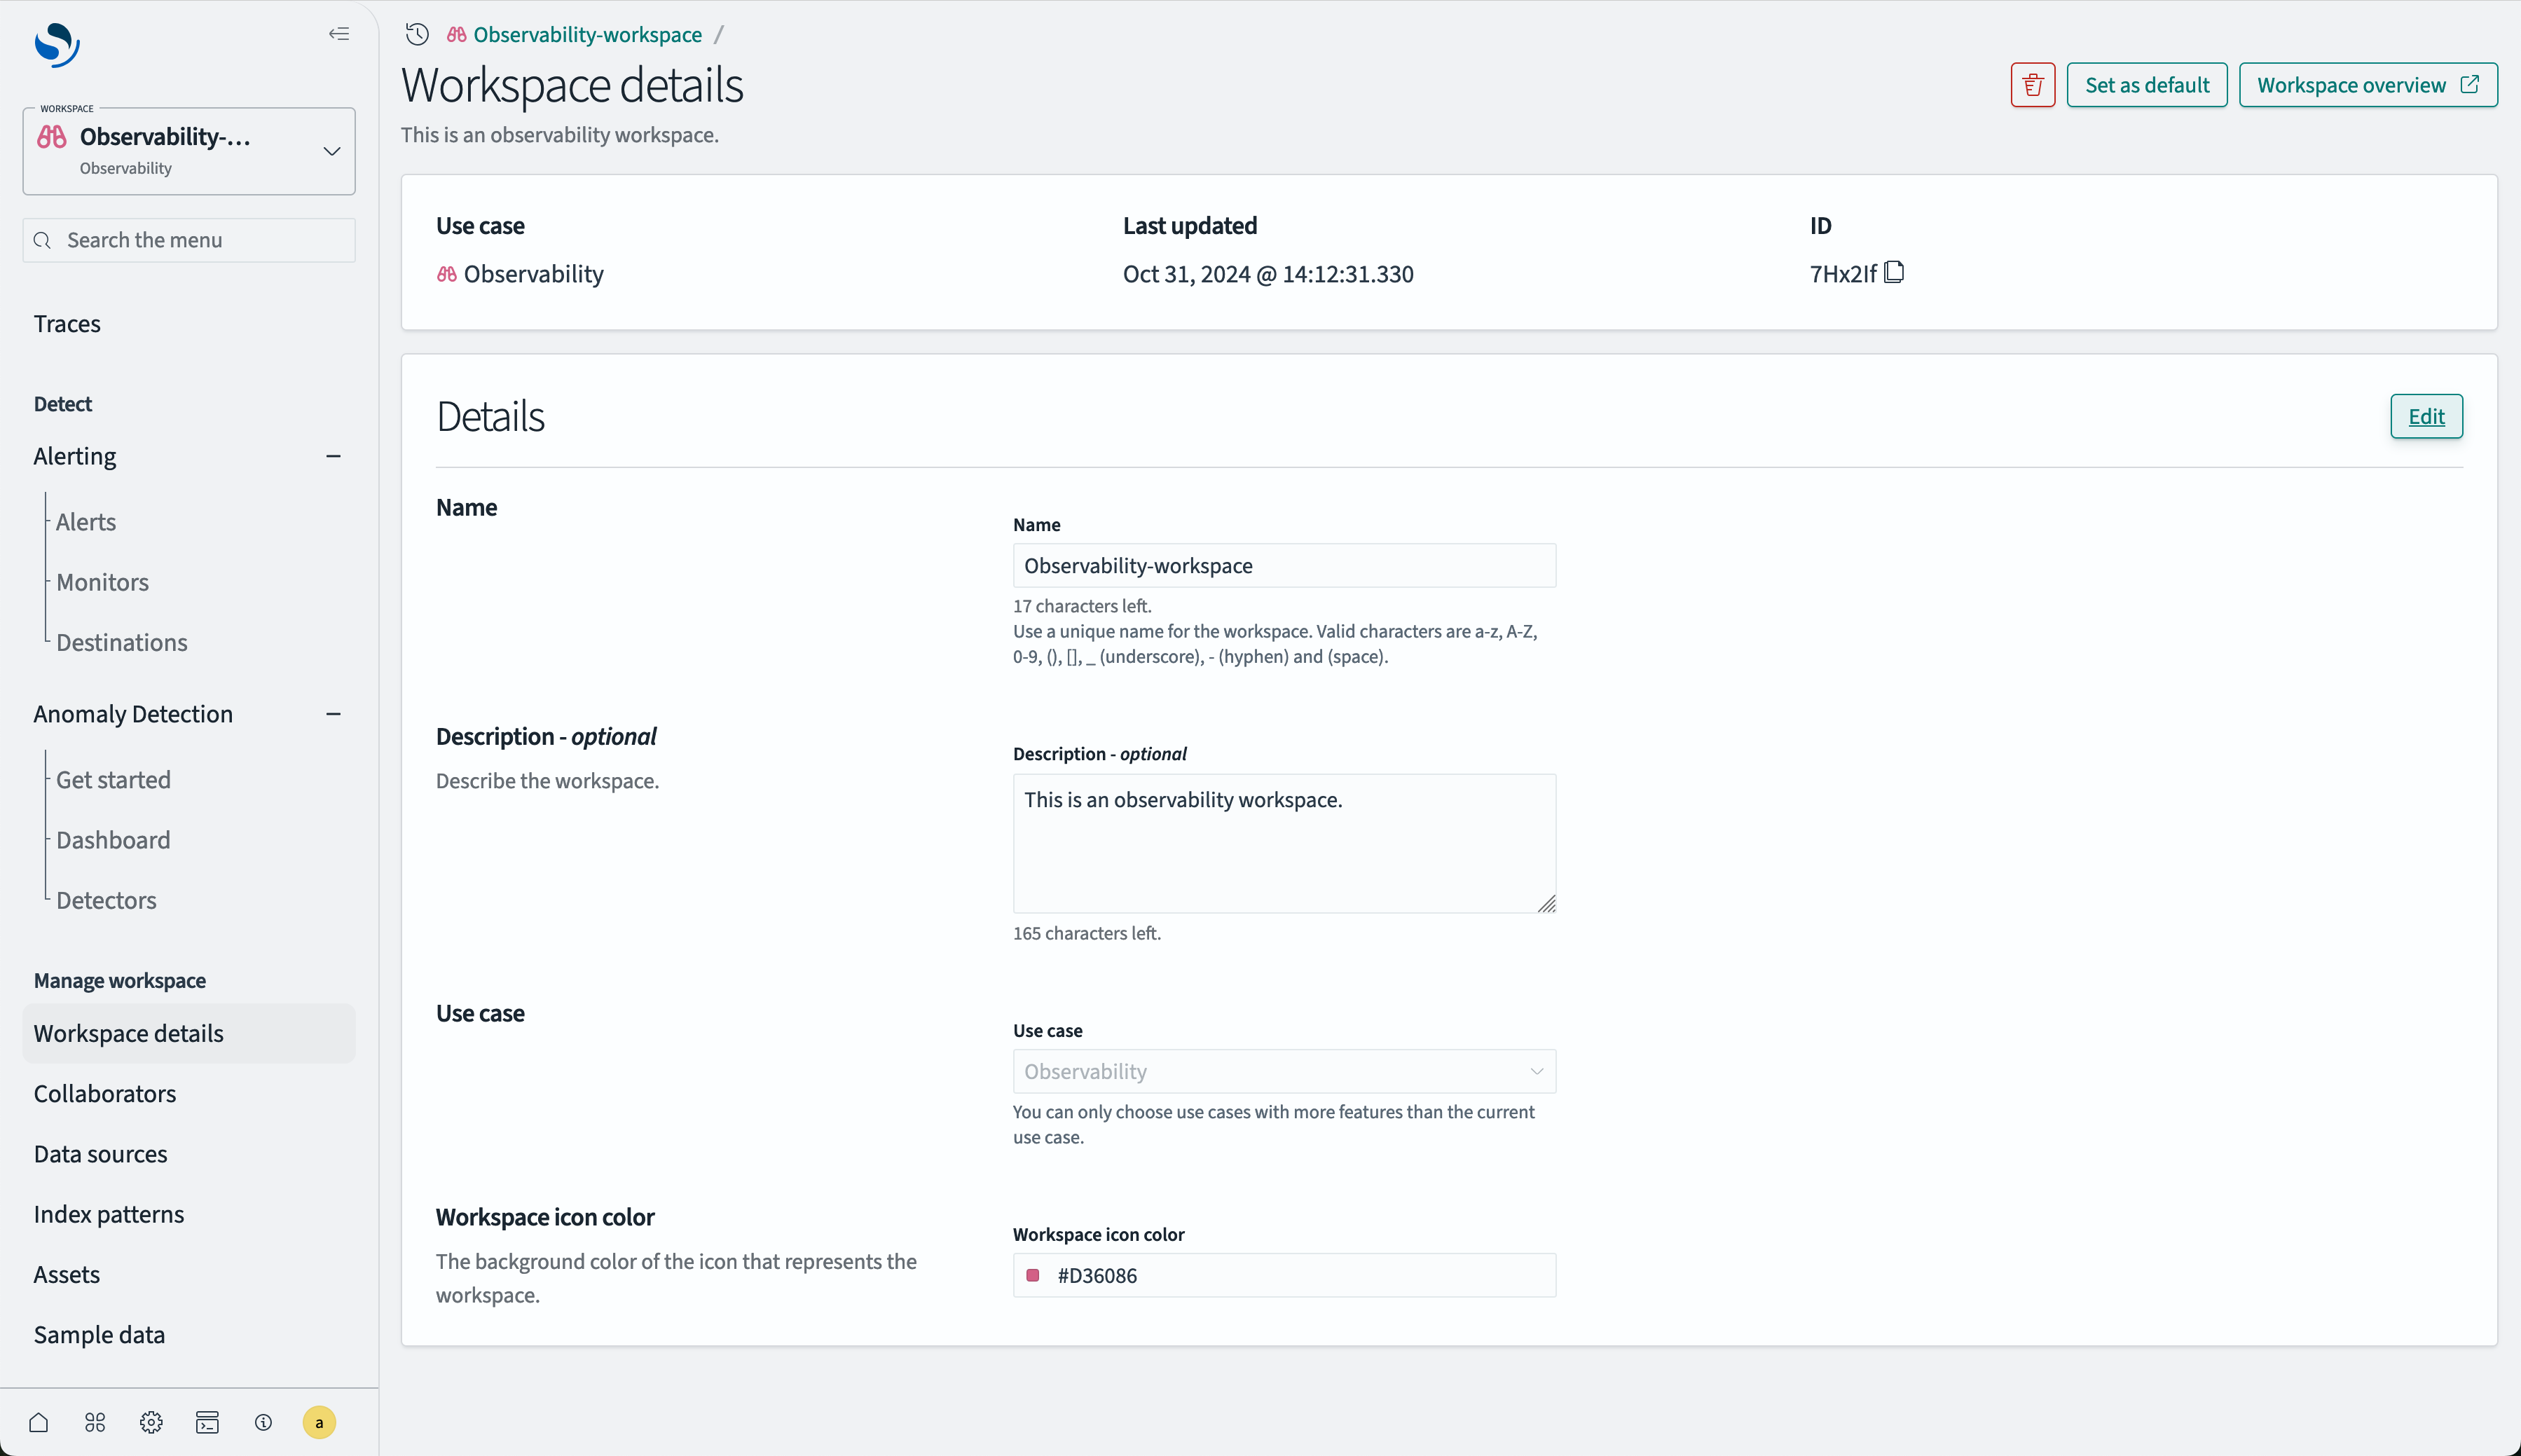 WORKSPACE
Observability-...
Observability
Search the menu
Traces
Detect
Alerting
Alerts
Monitors
Destinations
Anomaly Detection
Get started
Dashboard
Detectors
Manage workspace
Workspace details
Collaborators
Data sources
Index patterns
Assets
Sample data
a
Observability-workspace /
Workspace details
Set as default
Workspace overview
This is an observability workspace.
Use case
Observability
Last updated
Oct 31, 2024 @ 14:12:31.330
ID
7Hx2If
Details
Edit
Name
Name
Observability-workspace
17 characters left.
Use a unique name for the workspace. Valid characters are a-z, A-Z,
0-9, (), [], _ (underscore), - (hyphen) and (space).
Description - optional
Describe the workspace.
Description - optional
This is an observability workspace.
165 characters left.
Use case
Use case
Observability
You can only choose use cases with more features than the current
use case.
Workspace icon color
The background color of the icon that represents the
workspace.
Workspace icon color
#D36086